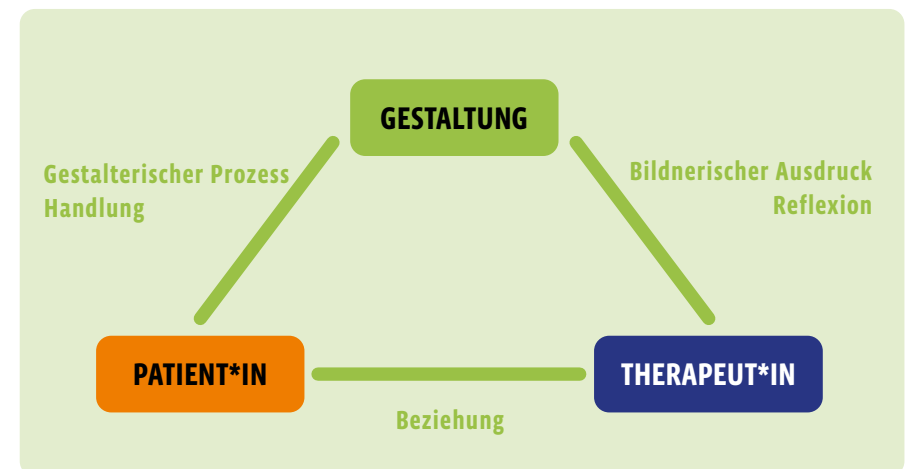 GESTALTUNG
Gestalterischer Prozess
Handlung
Bildnerischer Ausdruck
Reflexion
PATIENT*IN
THERAPEUT*IN
Beziehung